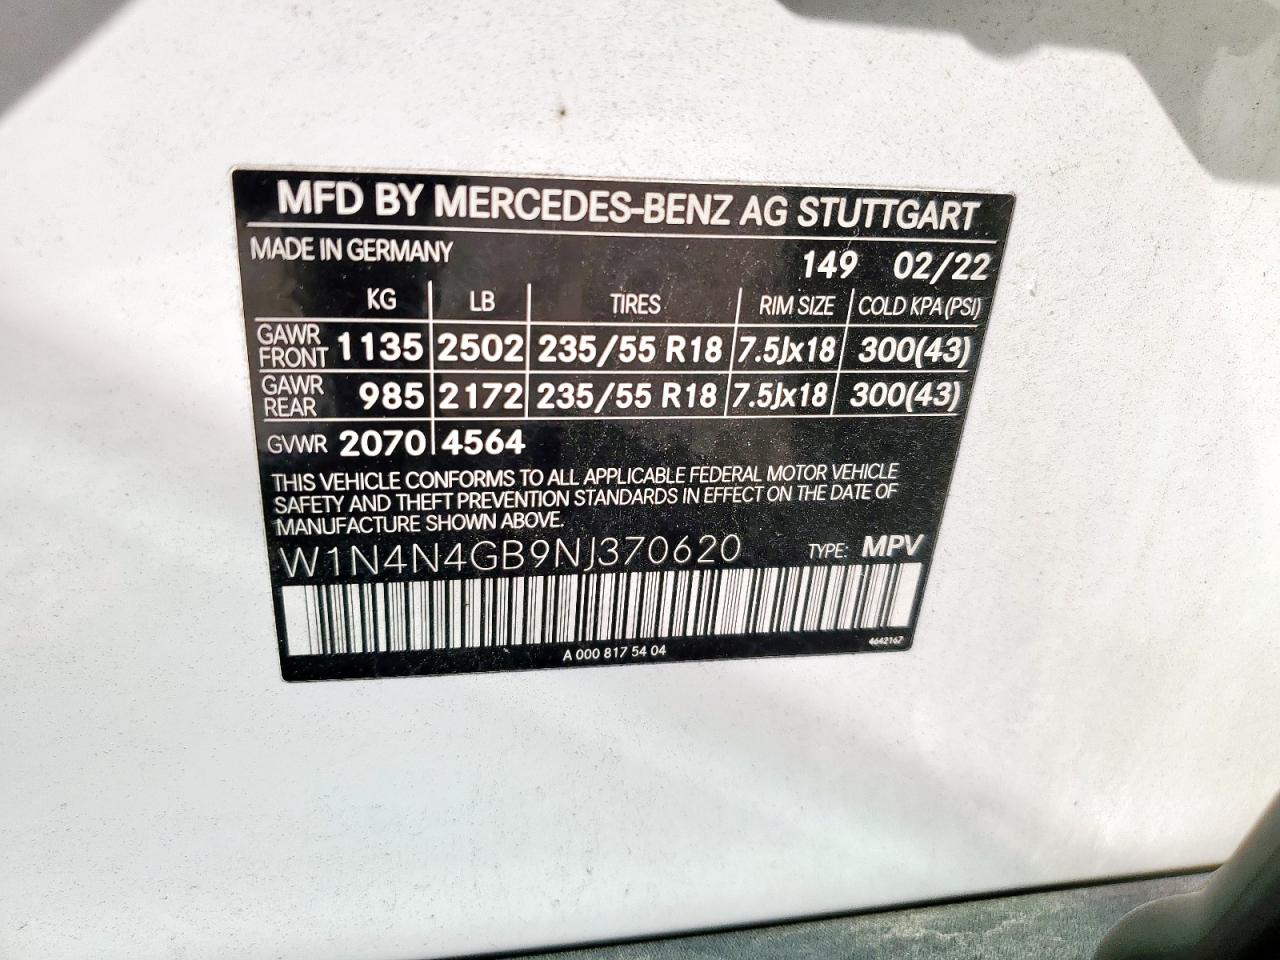 MFD BY MERCEDES-BENZ AG STUTTGART
MADE IN GERMANY
149 02/22
KG LB TIRES RIM SIZE COLD KPA(PSI)
GAWR FRONT 1135 2502 235/55 R18 7.5Jx18 300(43)
GAWR REAR 985 2172 235/55 R18 7.5Jx18 300(43)
GVWR 2070 4564
THIS VEHICLE CONFORMS TO ALL APPLICABLE FEDERAL MOTOR VEHICLE
SAFETY AND THEFT PREVENTION STANDARDS IN EFFECT ON THE DATE OF
MANUFACTURE SHOWN ABOVE.
W1N4N4GB9NJ370620 TYPE: MPV
A 000 817 54 04
4642167